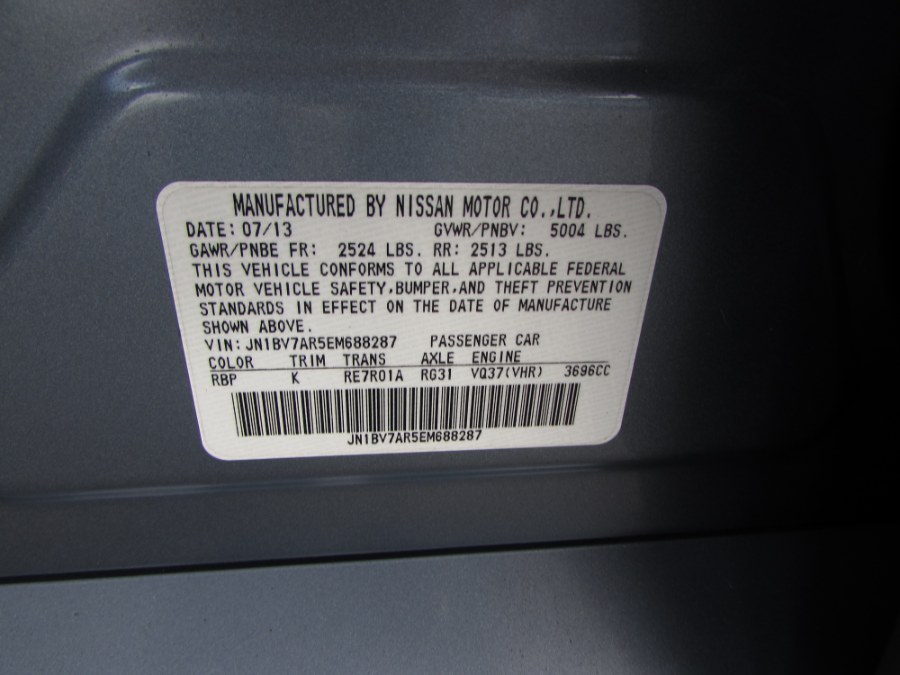 MANUFACTURED BY NISSAN MOTOR CO.,LTD.
DATE: 07/13 GVWR/PNBV: 5004 LBS.
GAWR/PNBE FR: 2524 LBS. RR: 2513 LBS.
THIS VEHICLE CONFORMS TO ALL APPLICABLE FEDERAL
MOTOR VEHICLE SAFETY,BUMPER,AND THEFT PREVENTION
STANDARDS IN EFFECT ON THE DATE OF MANUFACTURE
SHOWN ABOVE.
VIN: JN1BV7AR5EM688287 PASSENGER CAR
COLOR TRIM TRANS AXLE ENGINE
RBP K RE7R01A RG31 VQ37(VHR) 3696CC
JN1BV7AR5EM688287